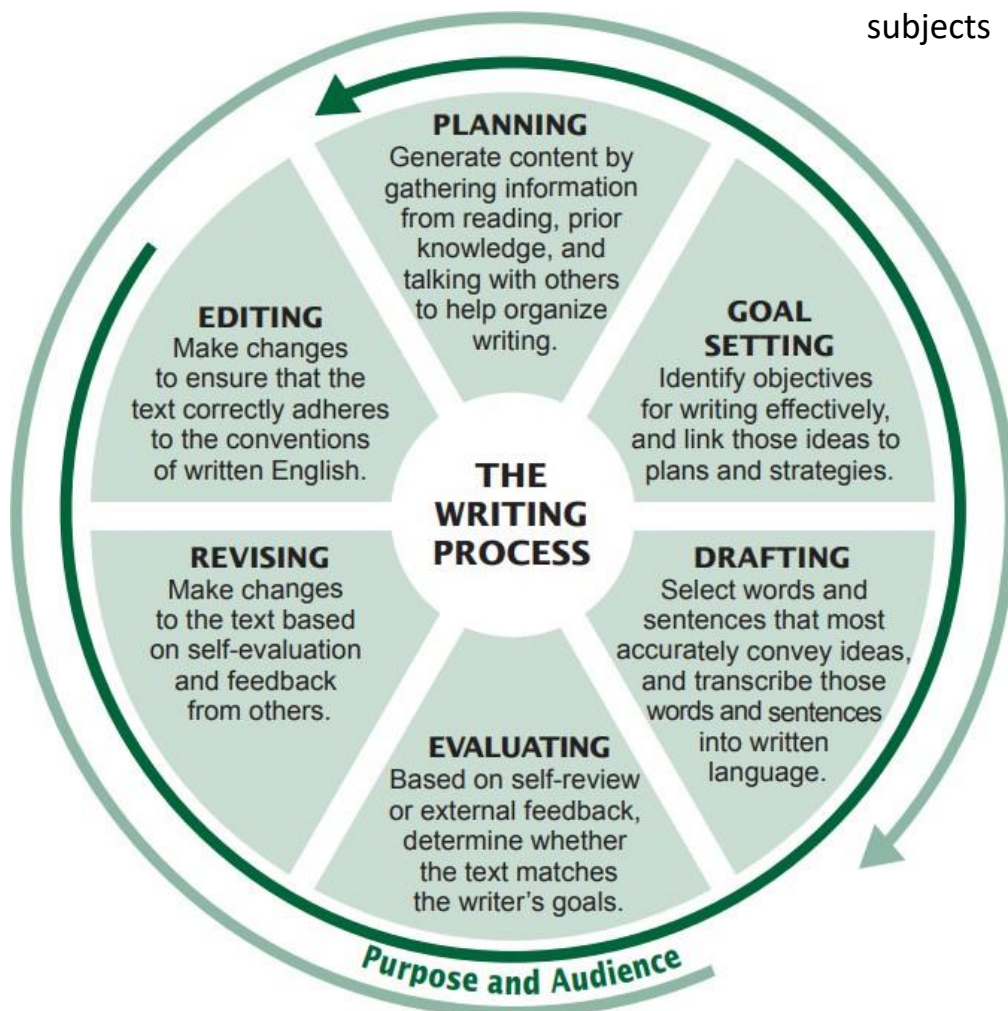 subjects
PLANNING
Generate content by
gathering information
from reading, prior
knowledge, and
talking with others
to help organize
writing.
GOAL
SETTING
Identify objectives
for writing effectively,
and link those ideas to
plans and strategies.
DRAFTING
Select words and
sentences that most
accurately convey ideas,
and transcribe those
words and sentences
into written
language.
EVALUATING
Based on self-review
or external feedback,
determine whether
the text matches
the writer's goals.
REVISING
Make changes
to the text based
on self-evaluation
and feedback
from others.
EDITING
Make changes
to ensure that the
text correctly adheres
to the conventions
of written English.
THE
WRITING
PROCESS
Purpose and Audience